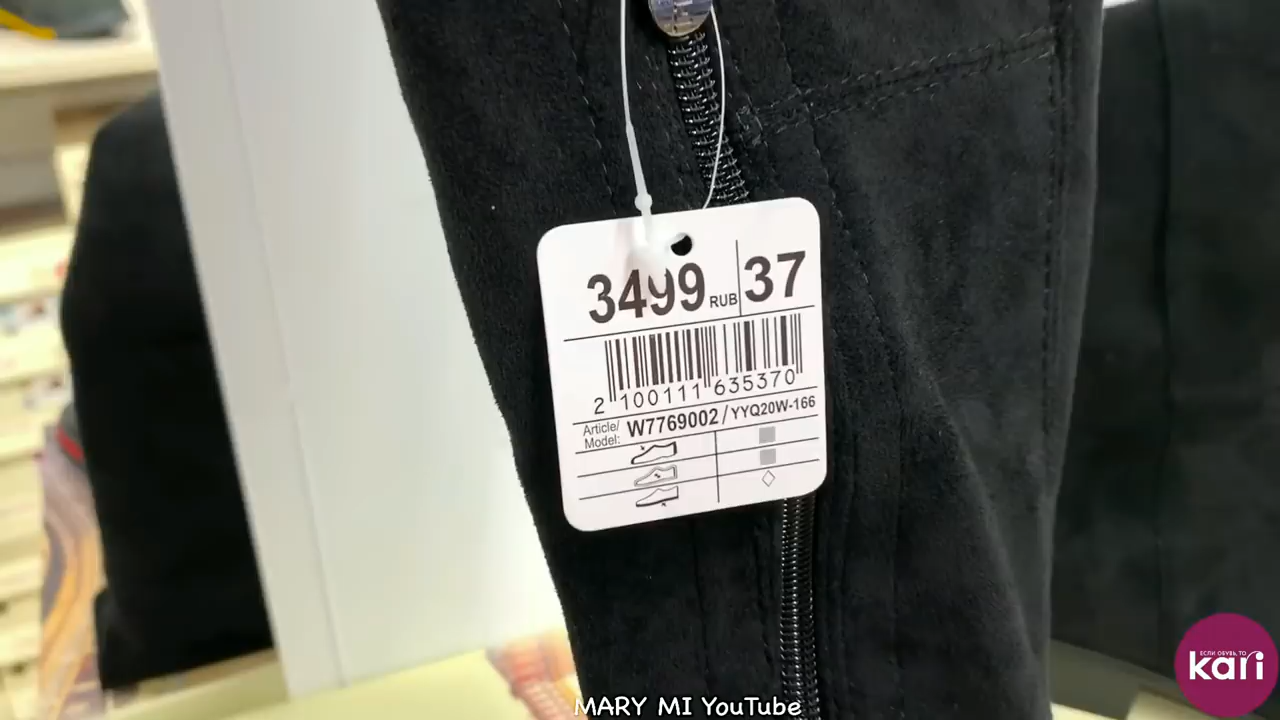 3499 RUB 37
2 100111 635370
Article/
Model: W7769002 / YYQ20W-166
ЕСЛИ ОБУВЬ, ТО
kari
MARY MI YouTube